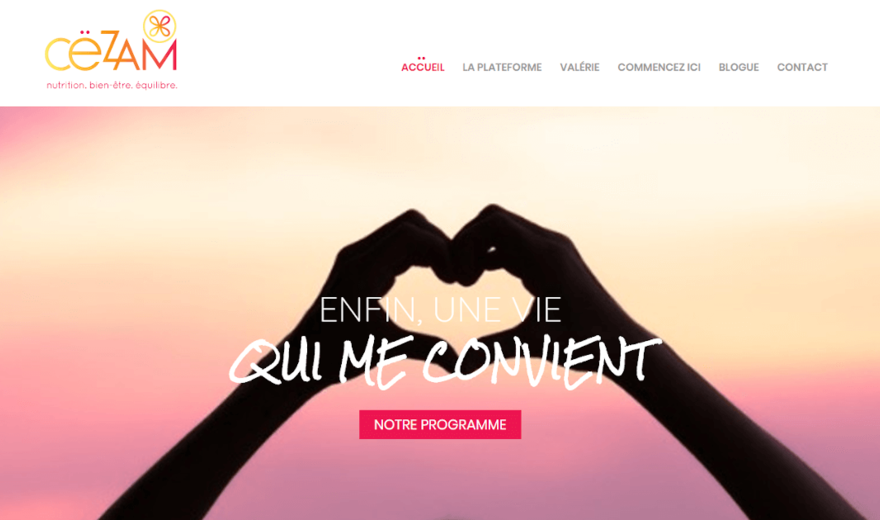 CëZAM
nutrition. bien-être. équilibre.
ACCUEIL LA PLATEFORME VALÉRIE COMMENCEZ ICI BLOGUE CONTACT
ENFIN, UNE VIE
QUI ME CONVIENT
NOTRE PROGRAMME